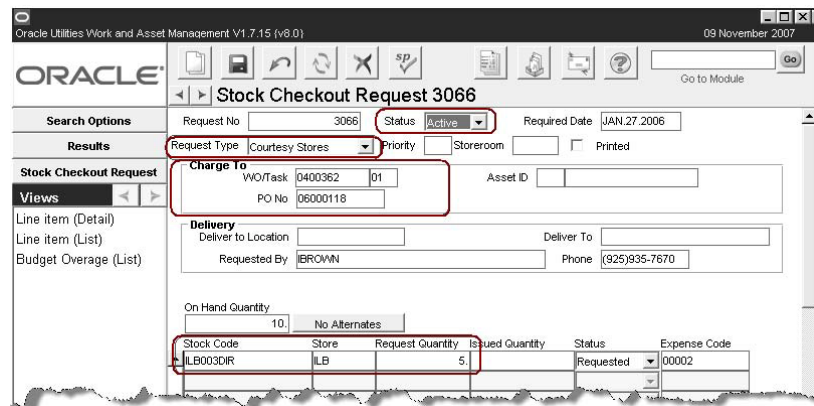 Oracle Utilities Work and Asset Management V1.7.15 {v8.0} 09 November 2007
ORACLE
sp
Go
Go to Module
Stock Checkout Request 3066
Search Options
Results
Stock Checkout Request
Views
Line item (Detail)
Line item (List)
Budget Overage (List)
Request No 3066 Status Active Required Date JAN.27.2006
Request Type Courtesy Stores Priority Storeroom Printed
Charge To
WO/Task 0400362 01 Asset ID
PO No 06000118
Delivery
Deliver to Location Deliver To
Requested By IBROWN Phone (925)935-7670
On Hand Quantity
10. No Alternates
Stock Code Store Request Quantity Issued Quantity Status Expense Code
ILB003DIR ILB 5. Requested 00002